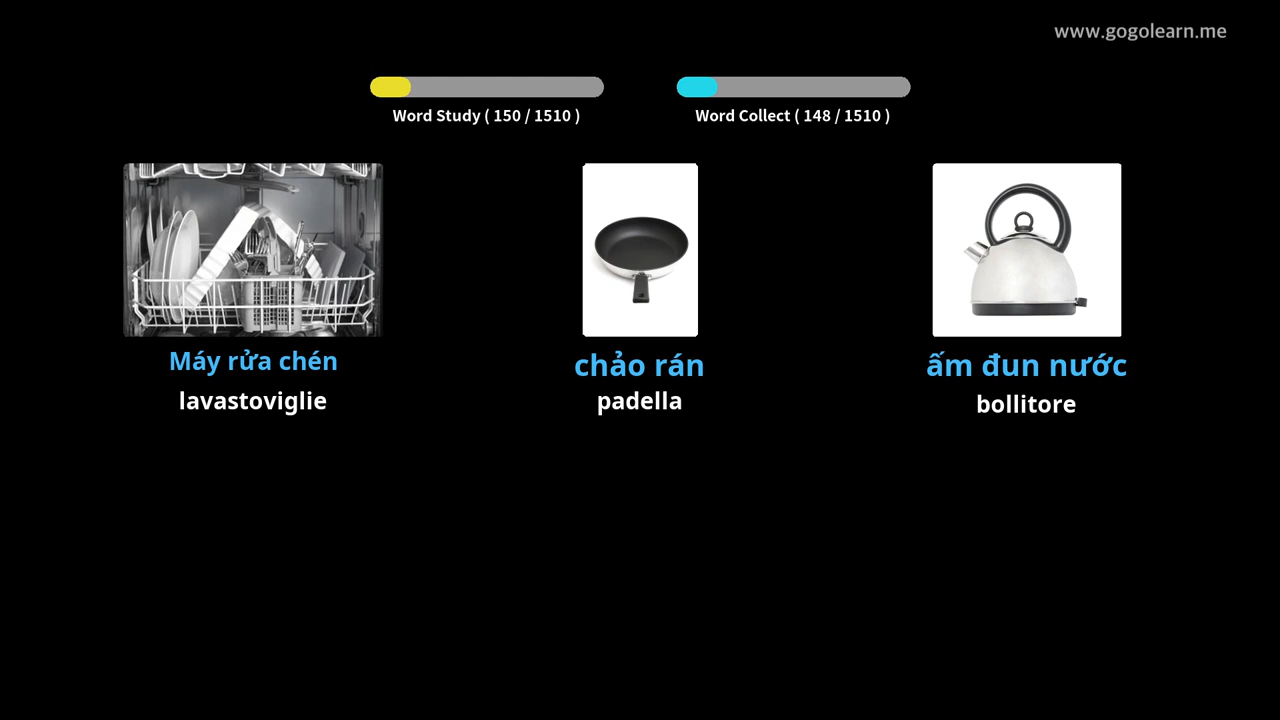 www.gogolearn.me
Word Study ( 150 / 1510 )
Word Collect ( 148 / 1510 )
Máy rửa chén
lavastoviglie
chảo rán
padella
ấm đun nước
bollitore